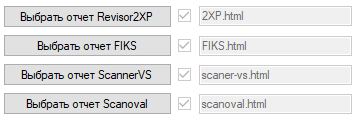 Выбрать отчет Revisor2XP 2XP.html
Выбрать отчет FIKS FIKS.html
Выбрать отчет ScannerVS scaner-vs.html
Выбрать отчет Scanoval scanoval.html